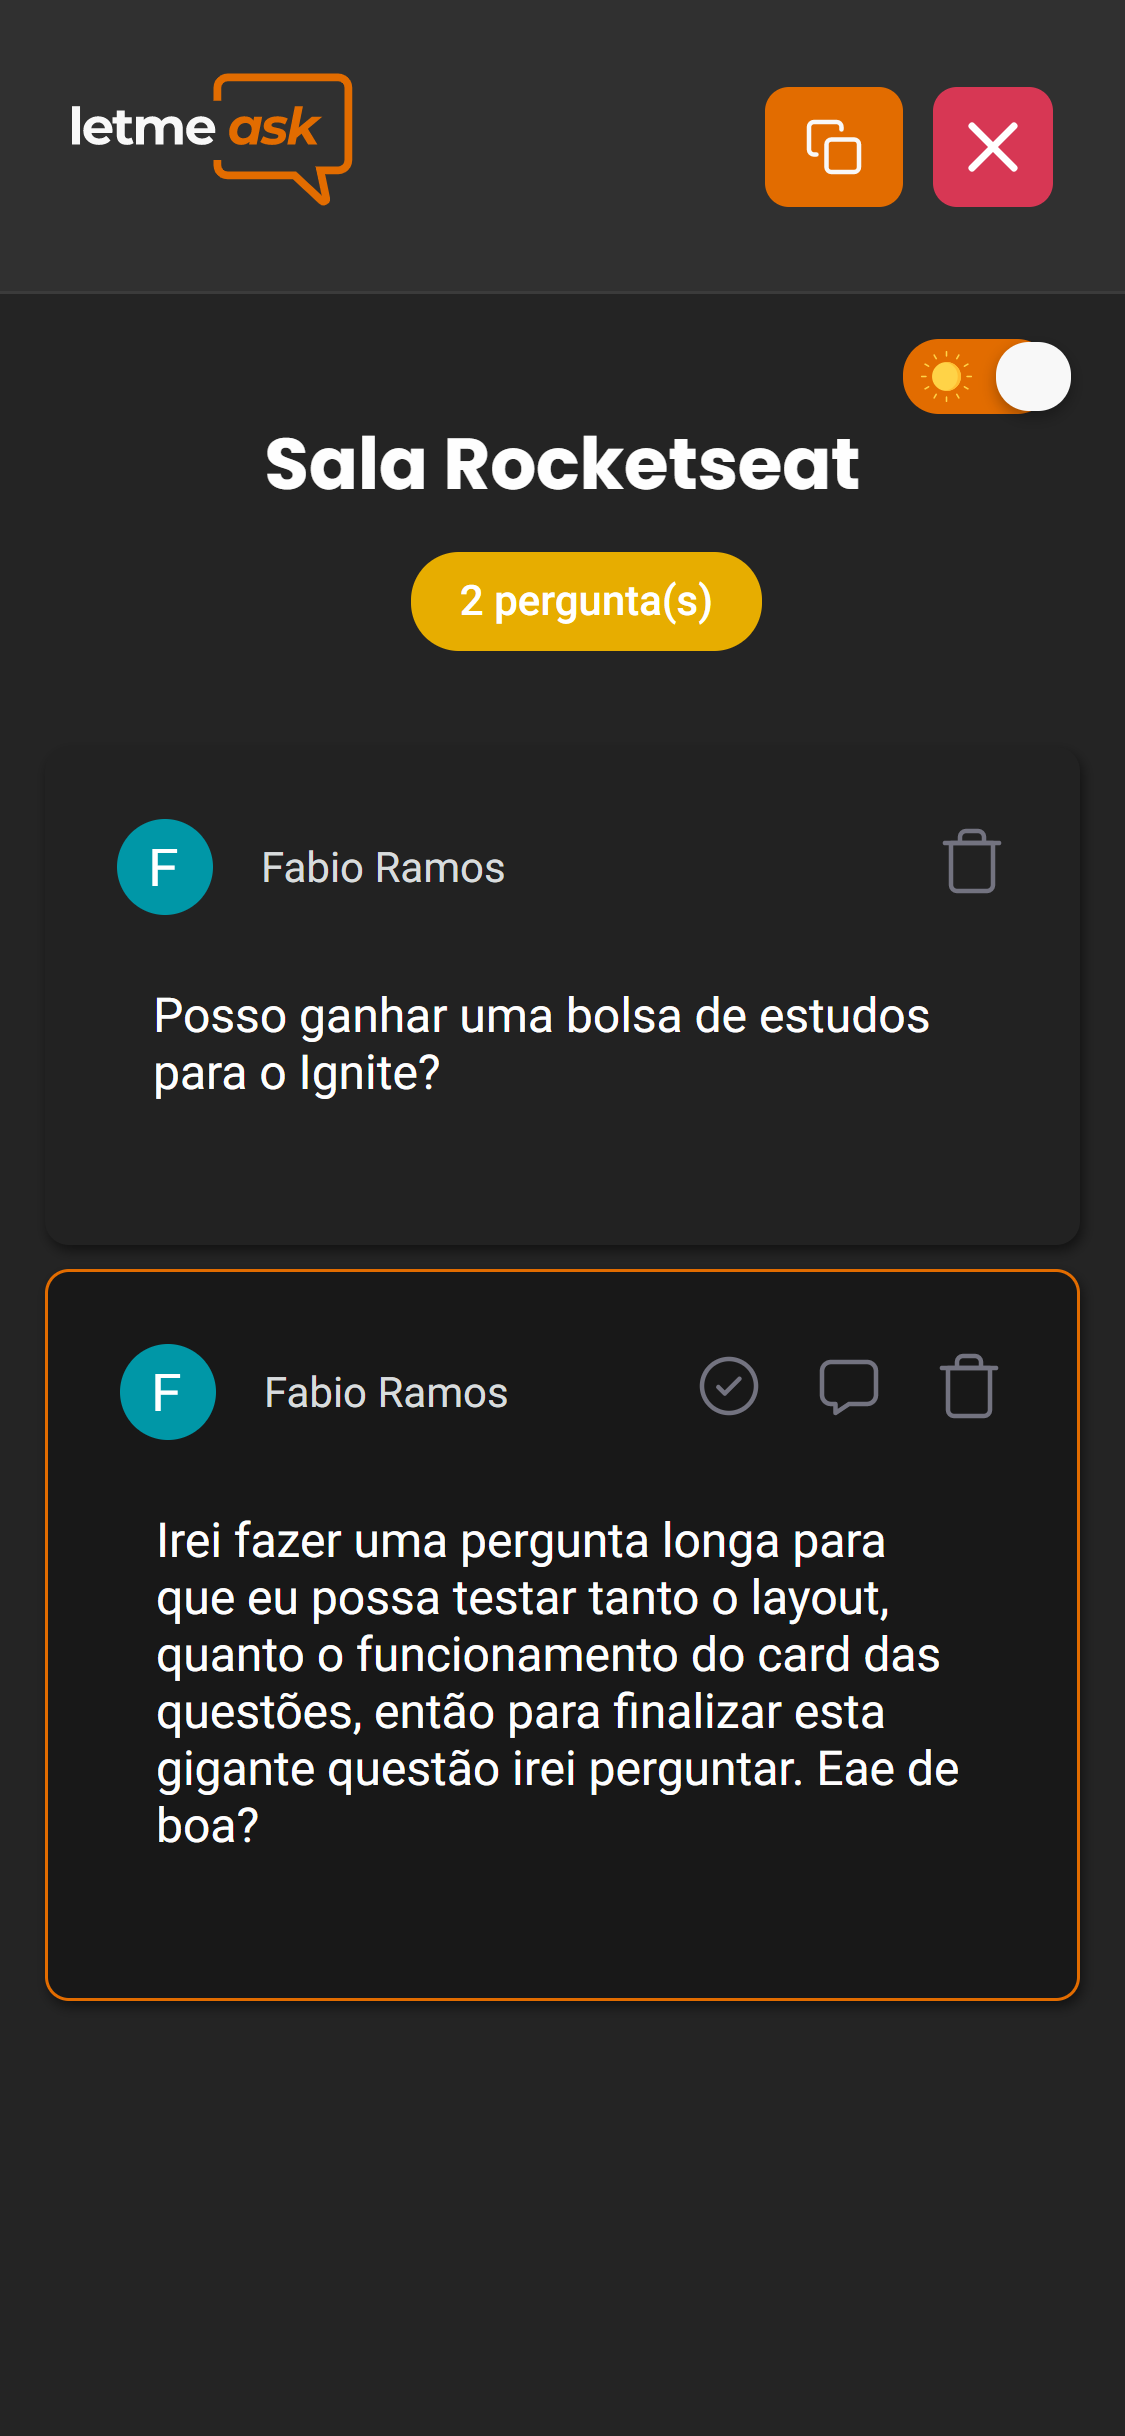 letme ask
Sala Rocketseat
2 pergunta(s)
F
Fabio Ramos
Posso ganhar uma bolsa de estudos
para o Ignite?
F
Fabio Ramos
Irei fazer uma pergunta longa para
que eu possa testar tanto o layout,
quanto o funcionamento do card das
questões, então para finalizar esta
gigante questão irei perguntar. Eae de
boa?